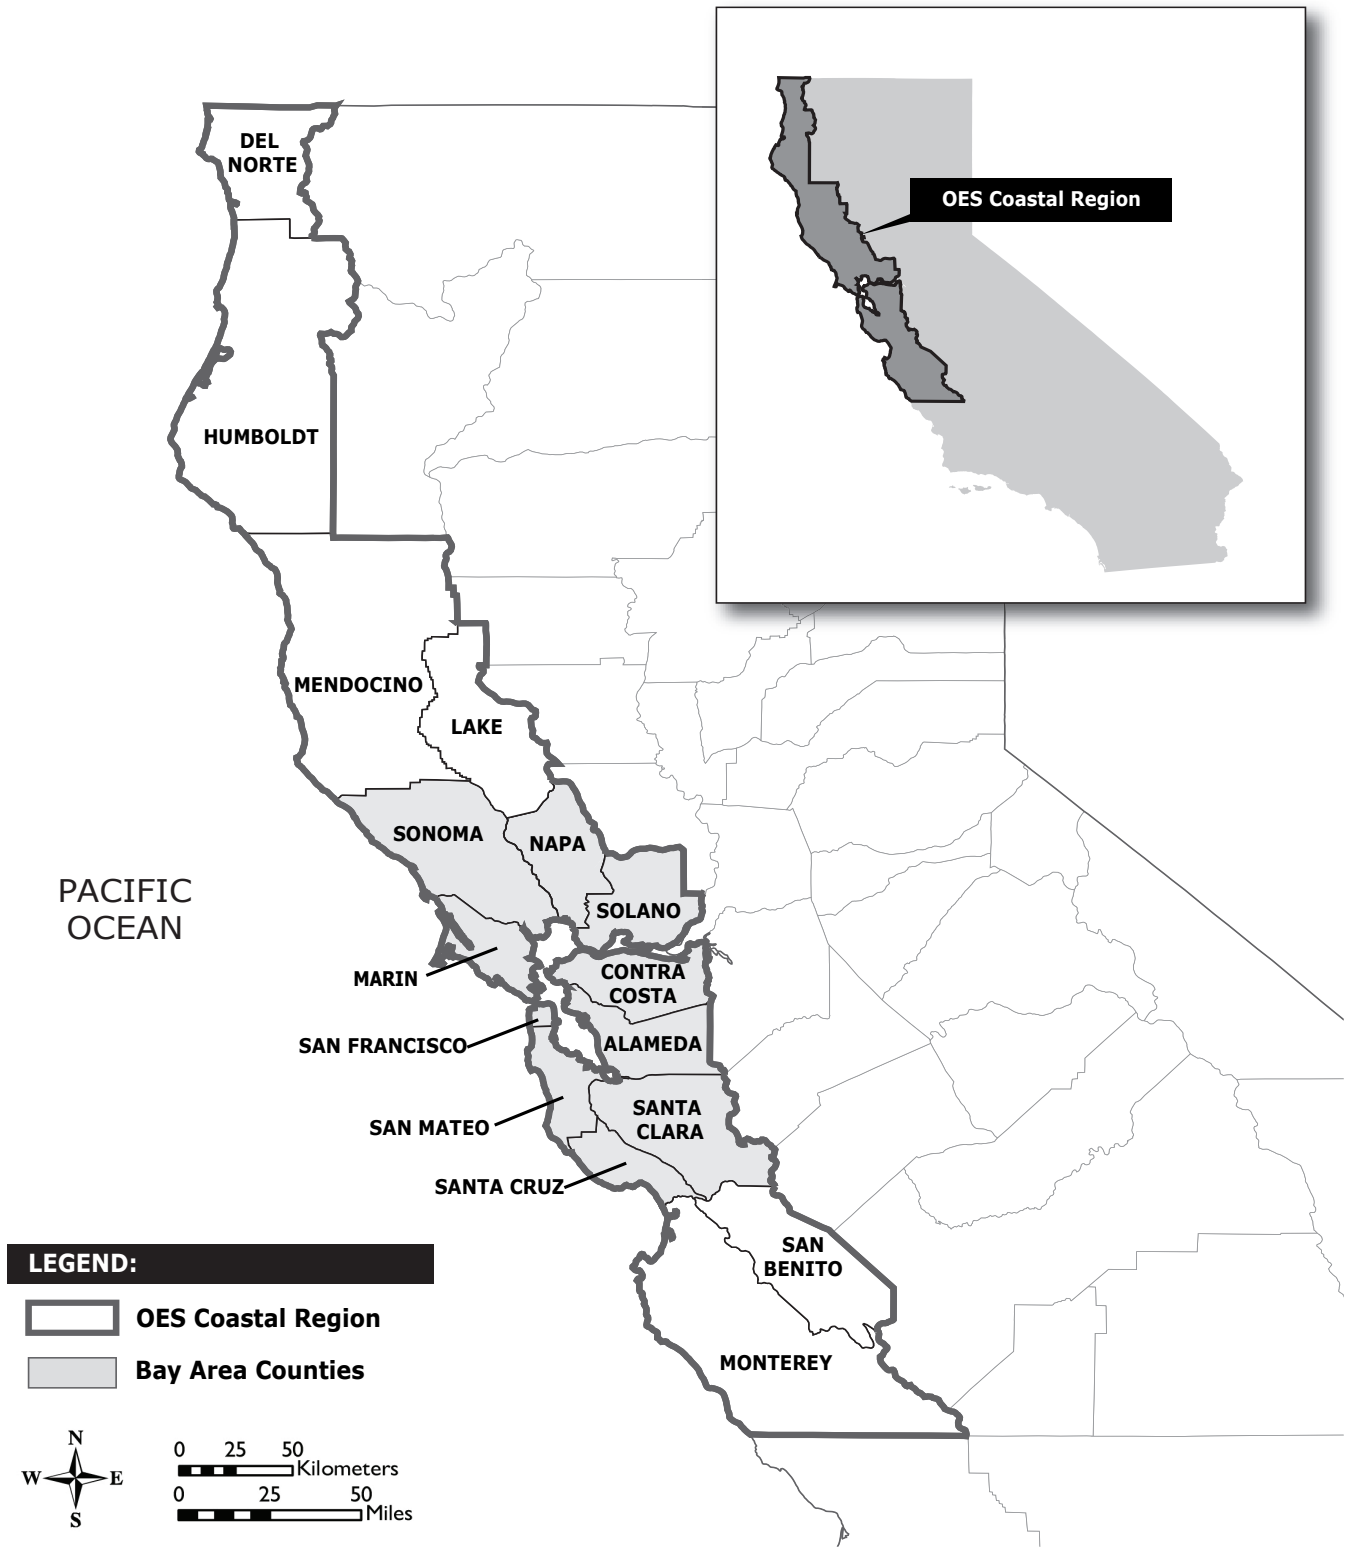 OES Coastal Region
DEL
NORTE
HUMBOLDT
MENDOCINO
LAKE
SONOMA
NAPA
SOLANO
PACIFIC
OCEAN
MARIN
CONTRA
COSTA
SAN FRANCISCO
ALAMEDA
SAN MATEO
SANTA
CLARA
SANTA CRUZ
SAN
BENITO
MONTEREY
LEGEND:
OES Coastal Region
Bay Area Counties
N
W E
S
0 25 50
Kilometers
0 25 50
Miles